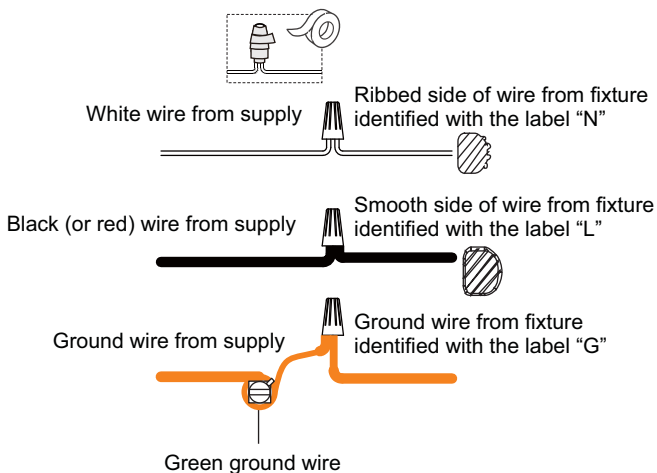 White wire from supply
Ribbed side of wire from fixture
identified with the label “N”
Black (or red) wire from supply
Smooth side of wire from fixture
identified with the label “L”
Ground wire from supply
Ground wire from fixture
identified with the label “G”
Green ground wire